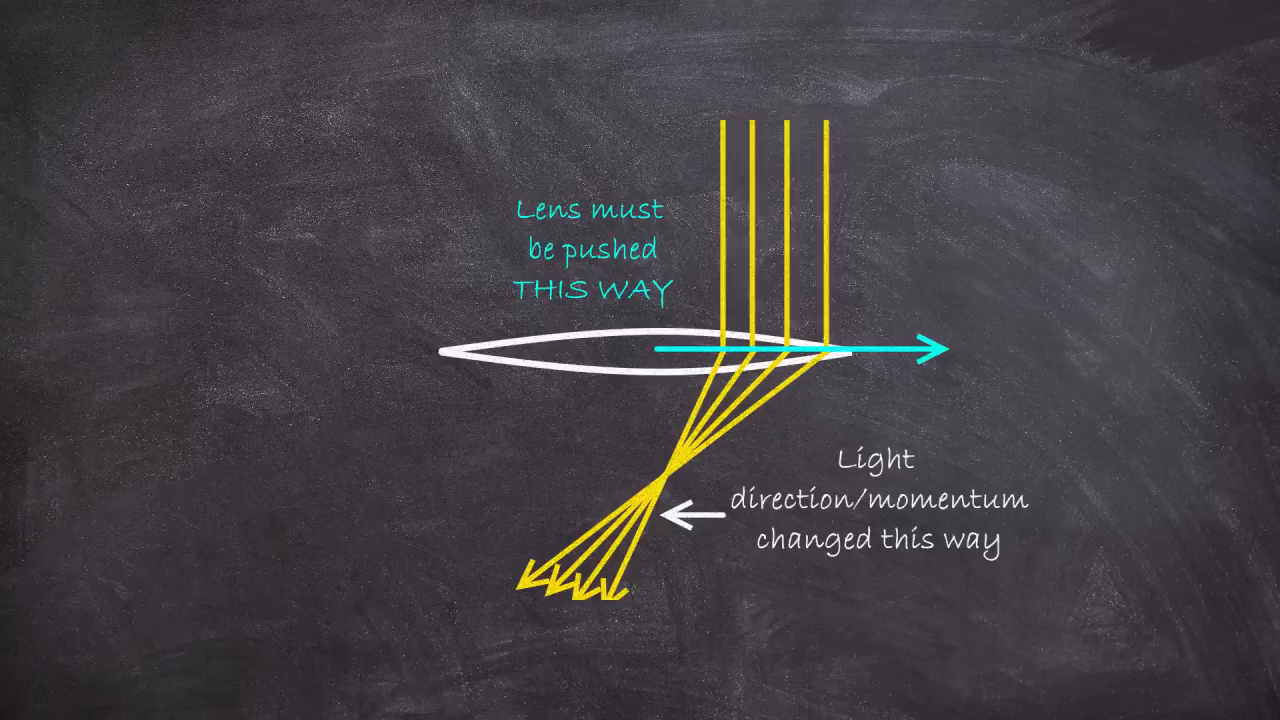 Lens must
be pushed
THIS WAY
Light
direction/momentum
changed this way